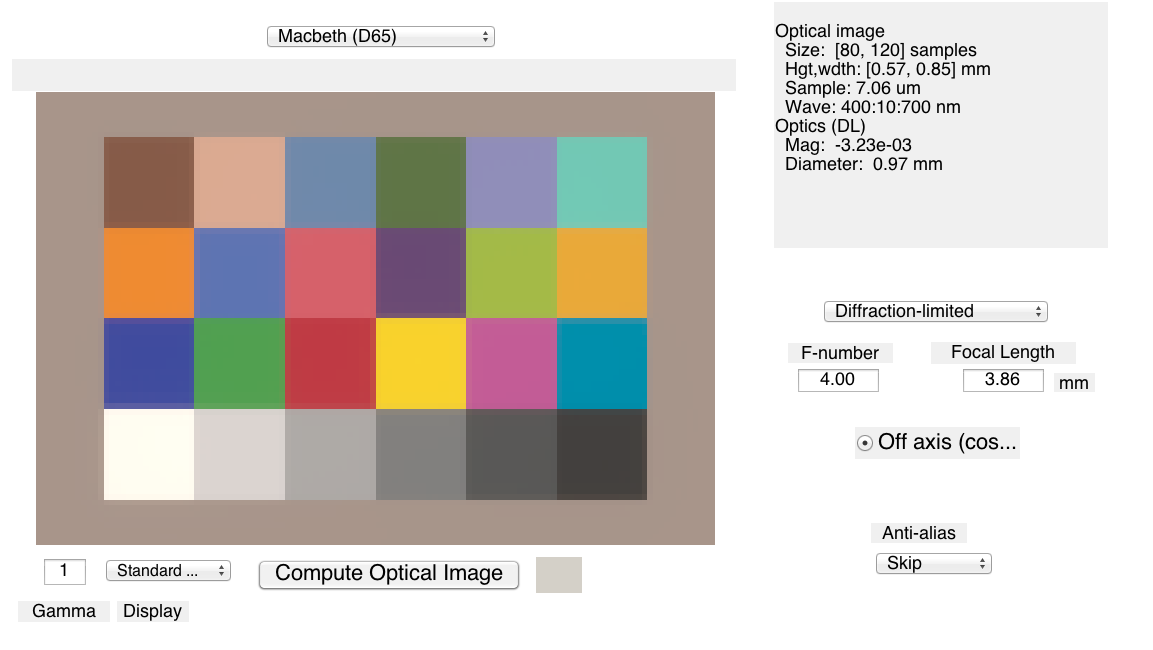 Macbeth (D65)
Optical image
Size: [80, 120] samples
Hgt,wdth: [0.57, 0.85] mm
Sample: 7.06 um
Wave: 400:10:700 nm
Optics (DL)
Mag: -3.23e-03
Diameter: 0.97 mm
Diffraction-limited
F-number
Focal Length
4.00
3.86
mm
Off axis (cos...
Anti-alias
Skip
1
Standard ...
Compute Optical Image
Gamma
Display